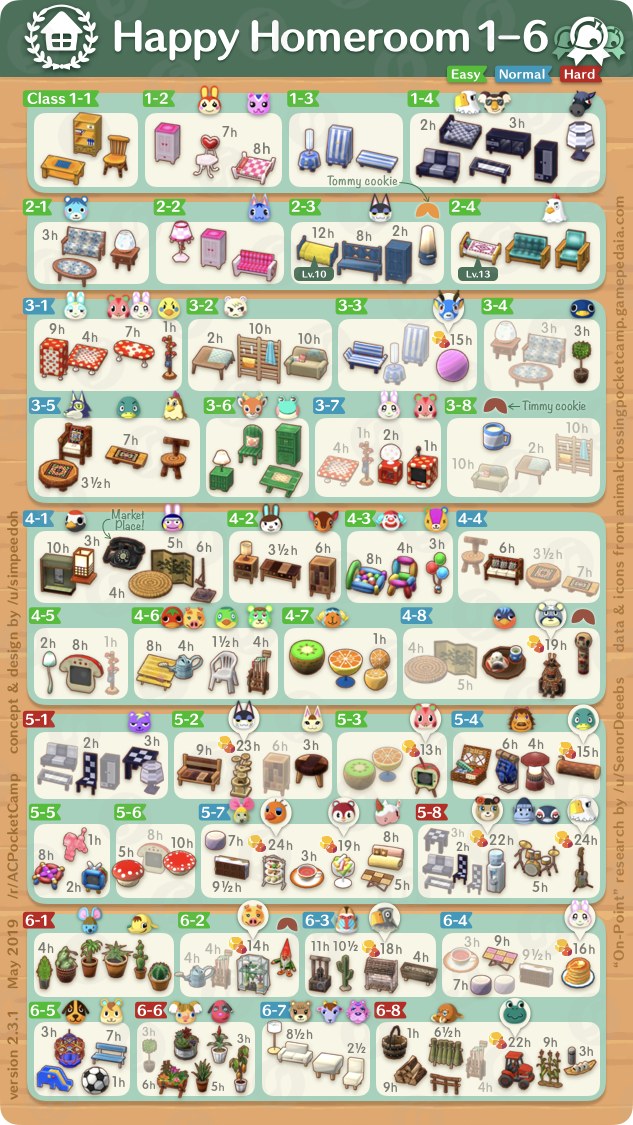 Happy Homeroom 1–6
Easy Normal Hard
Class 1-1
1-2
7h
8h
1-3
1-4
2h
3h
Tommy cookie
2-1
3h
2-2
2-3
12h
8h
2h
Lv.10
2-4
Lv.13
3-1
9h
4h
7h
1h
3-2
2h
10h
10h
3-3
15h
3-4
3h
3h
3-5
7h
3½h
3-6
3-7
4h
1h
2h
1h
3-8
Timmy cookie
10h
2h
10h
4-1
Market
Place!
10h
3h
4h
5h
6h
4-2
3½h
6h
4-3
8h
4h
3h
4-4
6h
3½h
7h
4-5
2h
8h
1h
4-6
8h
4h
1½h
4h
4-7
1h
4-8
4h
5h
19h
5-1
2h
3h
5-2
9h
23h
6h
3h
5-3
13h
5-4
6h
4h
15h
5-5
8h
1h
2h
5-6
5h
8h
10h
5-7
7h
9½h
24h
3h
19h
8h
5h
5-8
3h
2h
22h
5h
24h
6-1
4h
6-2
4h
4h
14h
6-3
11h
10½
18h
4h
6-4
3h
9h
7h
9½h
16h
6-5
3h
7h
1h
6-6
3h
6h
5h
6-7
8½h
2½
6-8
1h
9h
6½h
4h
22h
9h
3h
version 2.3.1 May 2019 /r/ACPocketCamp concept & design by /u/simpeedoh
"On-Point" research by /u/SenorDeeebs data & icons from animalcrossingpocketcamp.gamepedaia.com